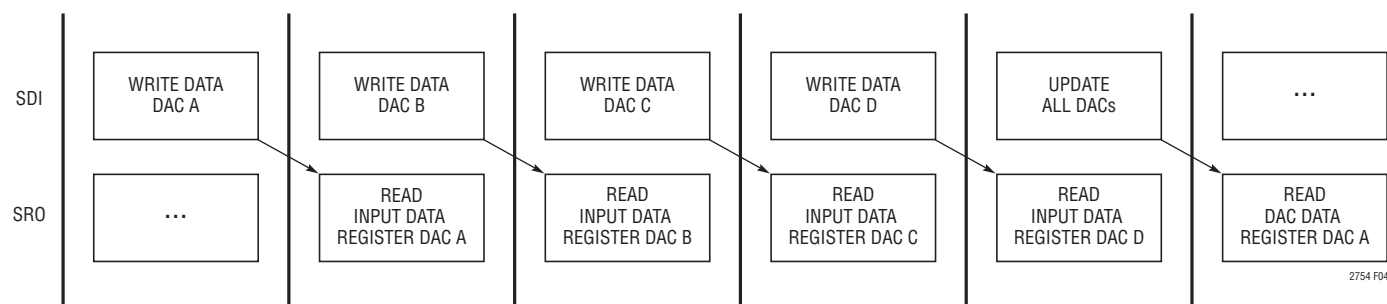 SDI
WRITE DATA
DAC A
WRITE DATA
DAC B
WRITE DATA
DAC C
WRITE DATA
DAC D
UPDATE
ALL DACs
...
SRO
...
READ
INPUT DATA
REGISTER DAC A
READ
INPUT DATA
REGISTER DAC B
READ
INPUT DATA
REGISTER DAC C
READ
INPUT DATA
REGISTER DAC D
READ
DAC DATA
REGISTER DAC A
2754 F04